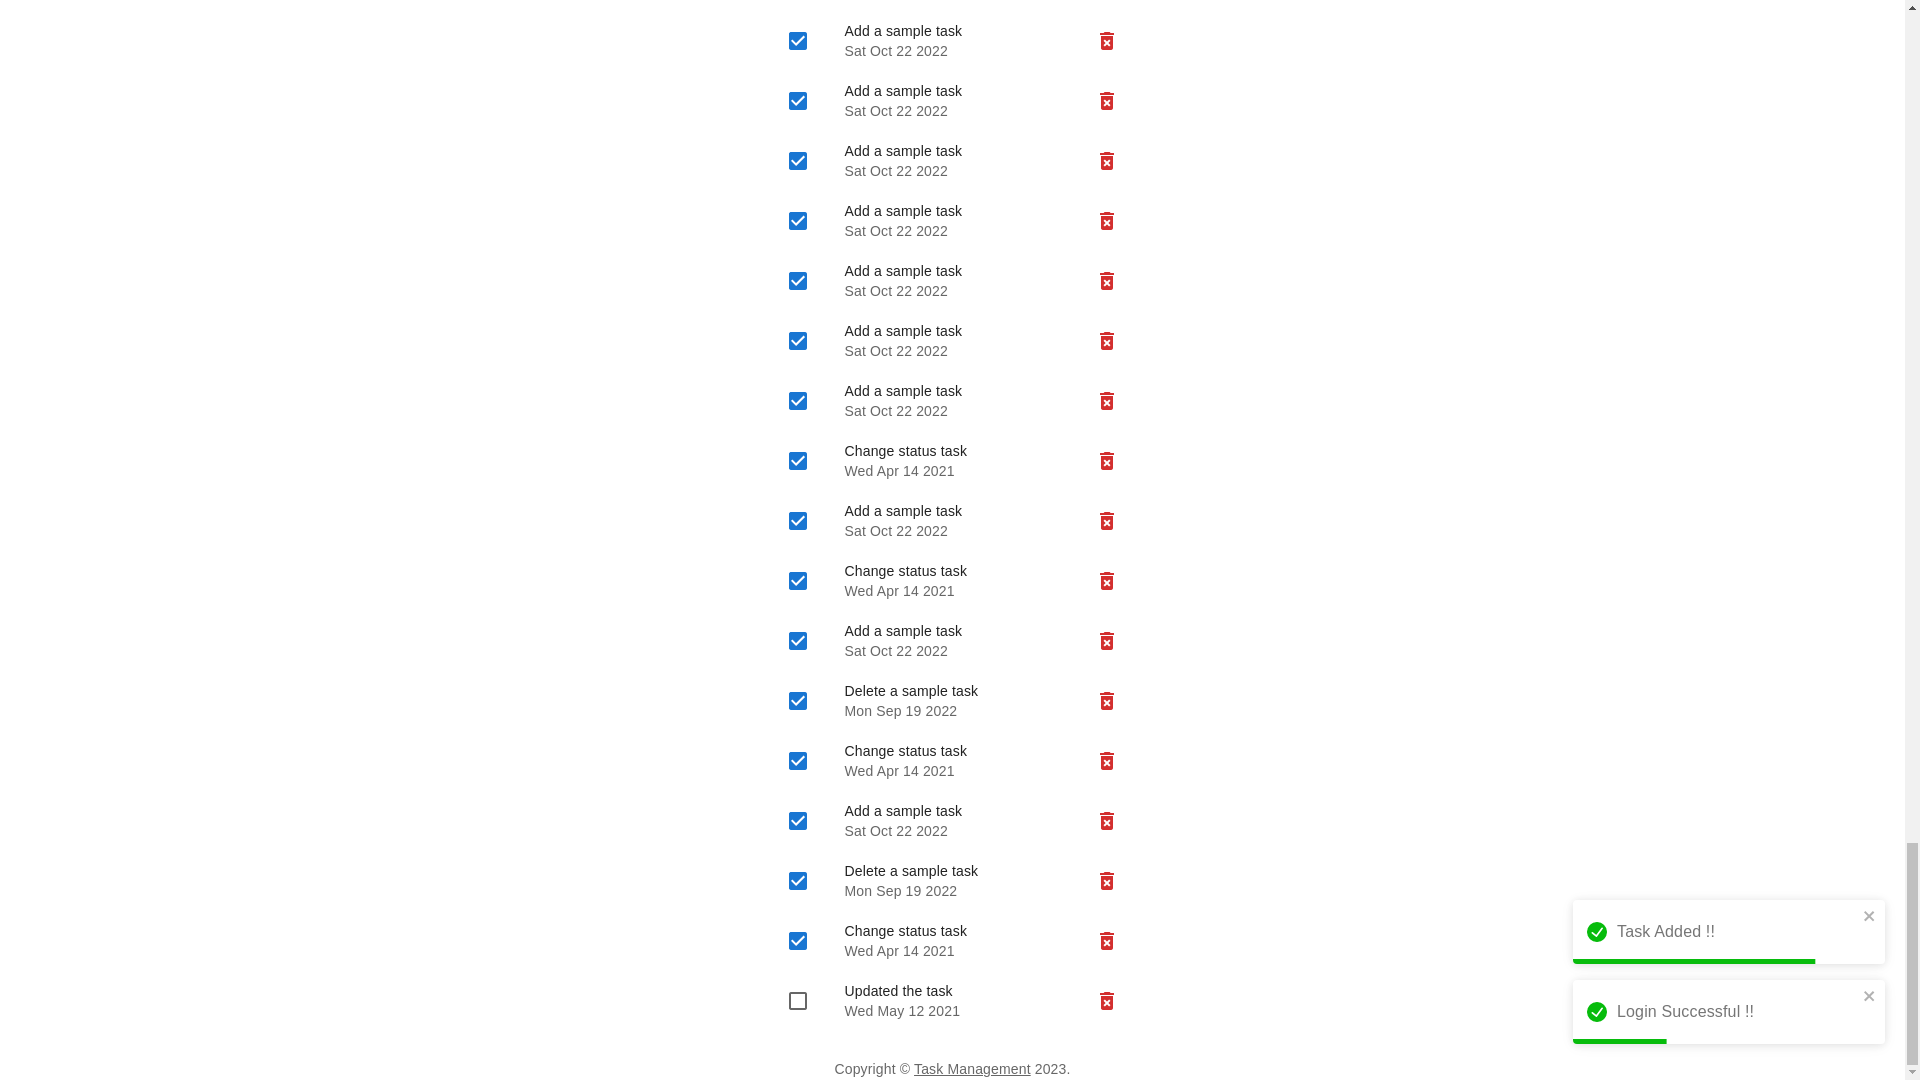 Add a sample task
Sat Oct 22 2022
Add a sample task
Sat Oct 22 2022
Add a sample task
Sat Oct 22 2022
Add a sample task
Sat Oct 22 2022
Add a sample task
Sat Oct 22 2022
Add a sample task
Sat Oct 22 2022
Add a sample task
Sat Oct 22 2022
Change status task
Wed Apr 14 2021
Add a sample task
Sat Oct 22 2022
Change status task
Wed Apr 14 2021
Add a sample task
Sat Oct 22 2022
Delete a sample task
Mon Sep 19 2022
Change status task
Wed Apr 14 2021
Add a sample task
Sat Oct 22 2022
Delete a sample task
Mon Sep 19 2022
Change status task
Wed Apr 14 2021
Updated the task
Wed May 12 2021
Task Added !!
Login Successful !!
Copyright © Task Management 2023.